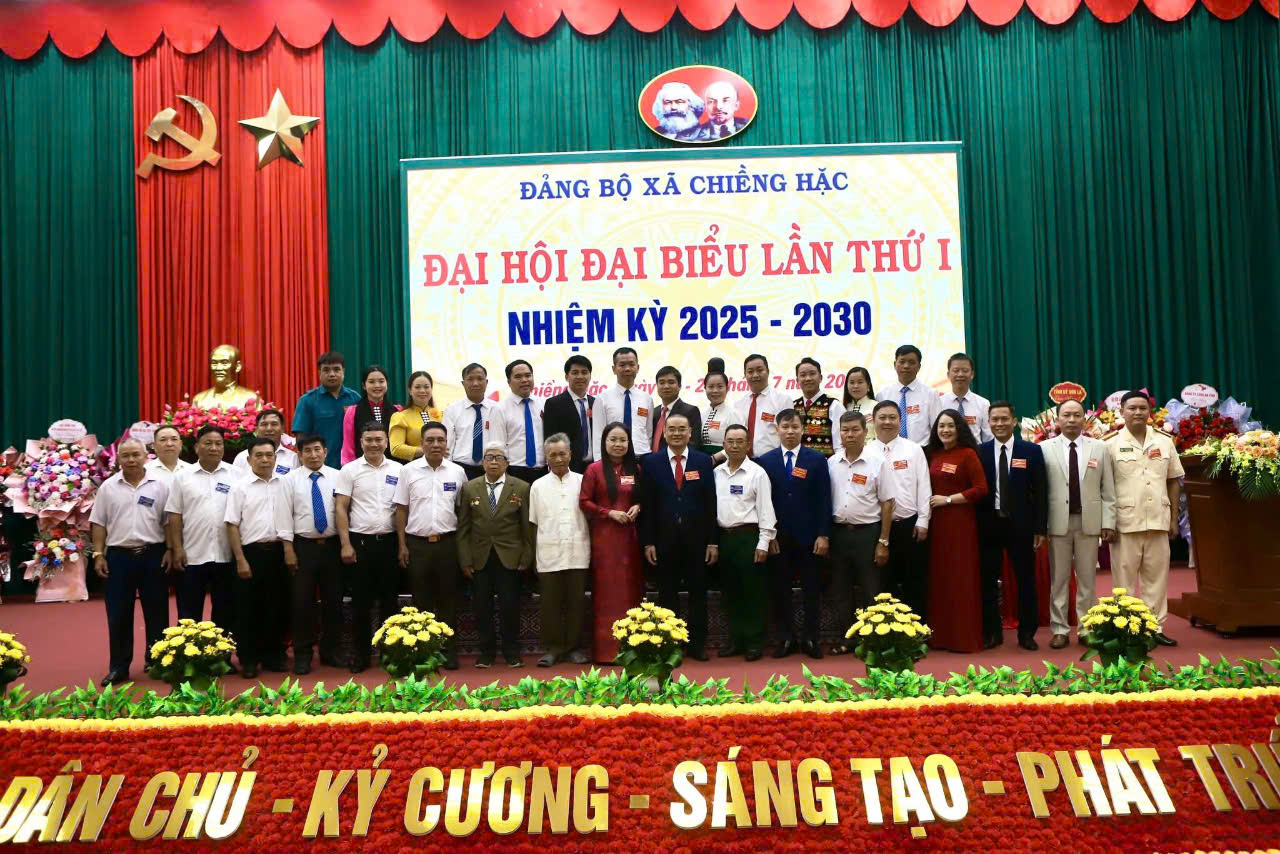 ĐẢNG BỘ XÃ CHIỀNG HẶC
ĐẠI HỘI ĐẠI BIỂU LẦN THỨ I
NHIỆM KỲ 2025 - 2030
DÂN CHỦ - KỶ CƯƠNG - SÁNG TẠO - PHÁT TRI